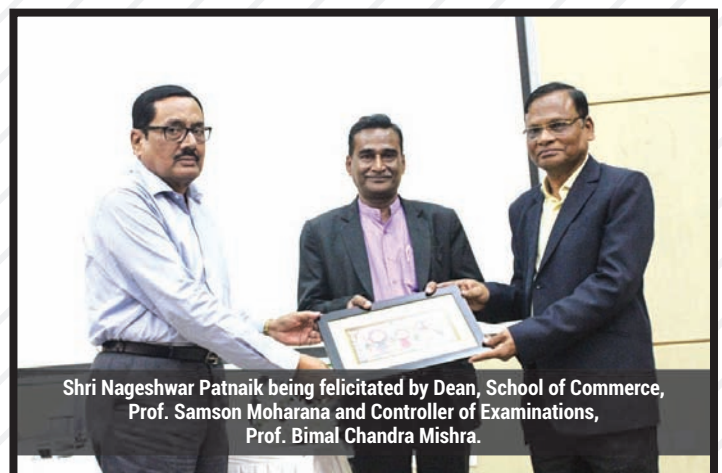 Shri Nageshwar Patnaik being felicitated by Dean, School of Commerce,
Prof. Samson Moharana and Controller of Examinations,
Prof. Bimal Chandra Mishra.